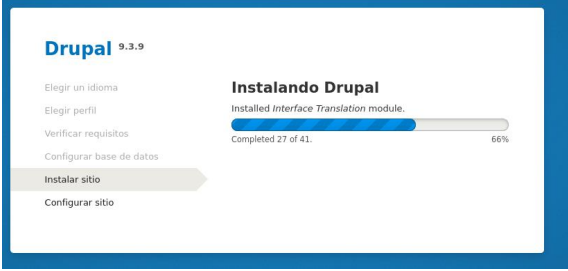 Drupal 9.3.9
Elegir un idioma
Elegir perfil
Verificar requisitos
Configurar base de datos
Instalar sitio
Configurar sitio
Instalando Drupal
Installed Interface Translation module.
Completed 27 of 41. 66%